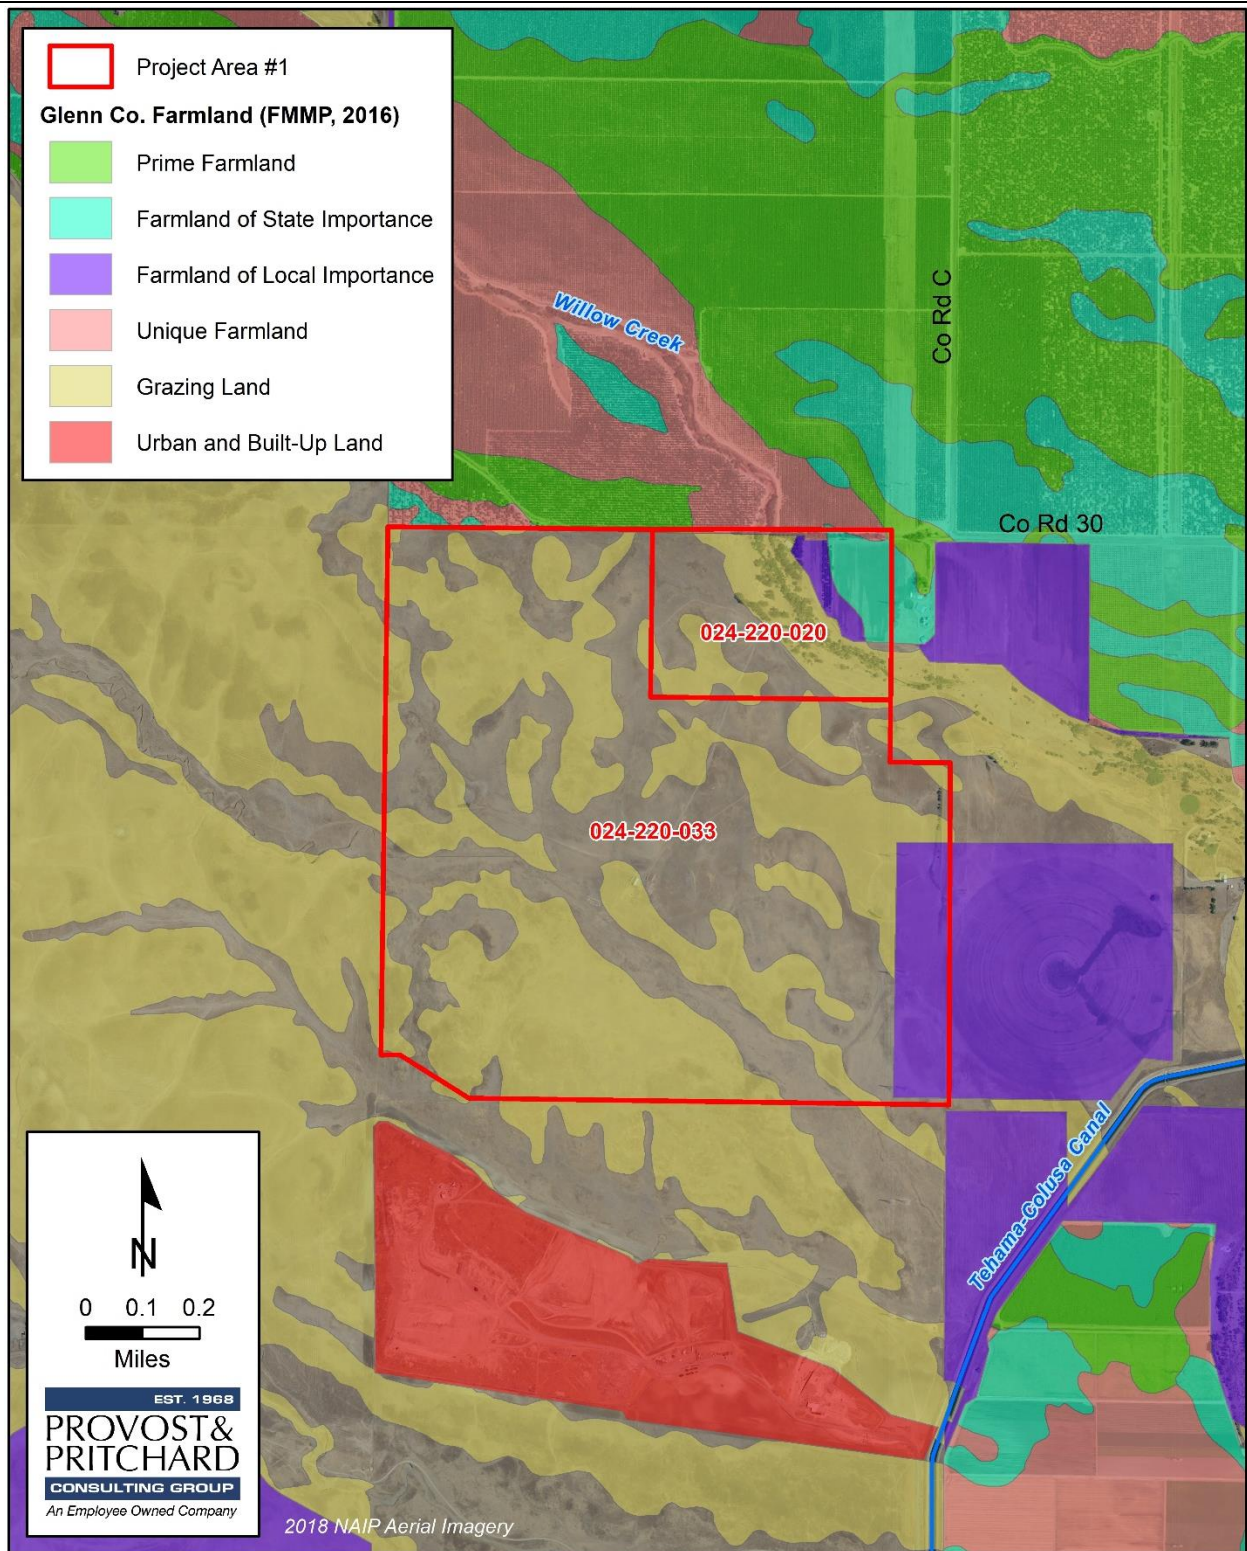 Project Area #1
Glenn Co. Farmland (FMMP, 2016)
Prime Farmland
Farmland of State Importance
Farmland of Local Importance
Unique Farmland
Grazing Land
Urban and Built-Up Land
Willow Creek
Co Rd C
Co Rd 30
024-220-020
024-220-033
Tehama-Colusa Canal
N
0 0.1 0.2
Miles
EST. 1968
PROVOST&
PRITCHARD
CONSULTING GROUP
An Employee Owned Company
2018 NAIP Aerial Imagery